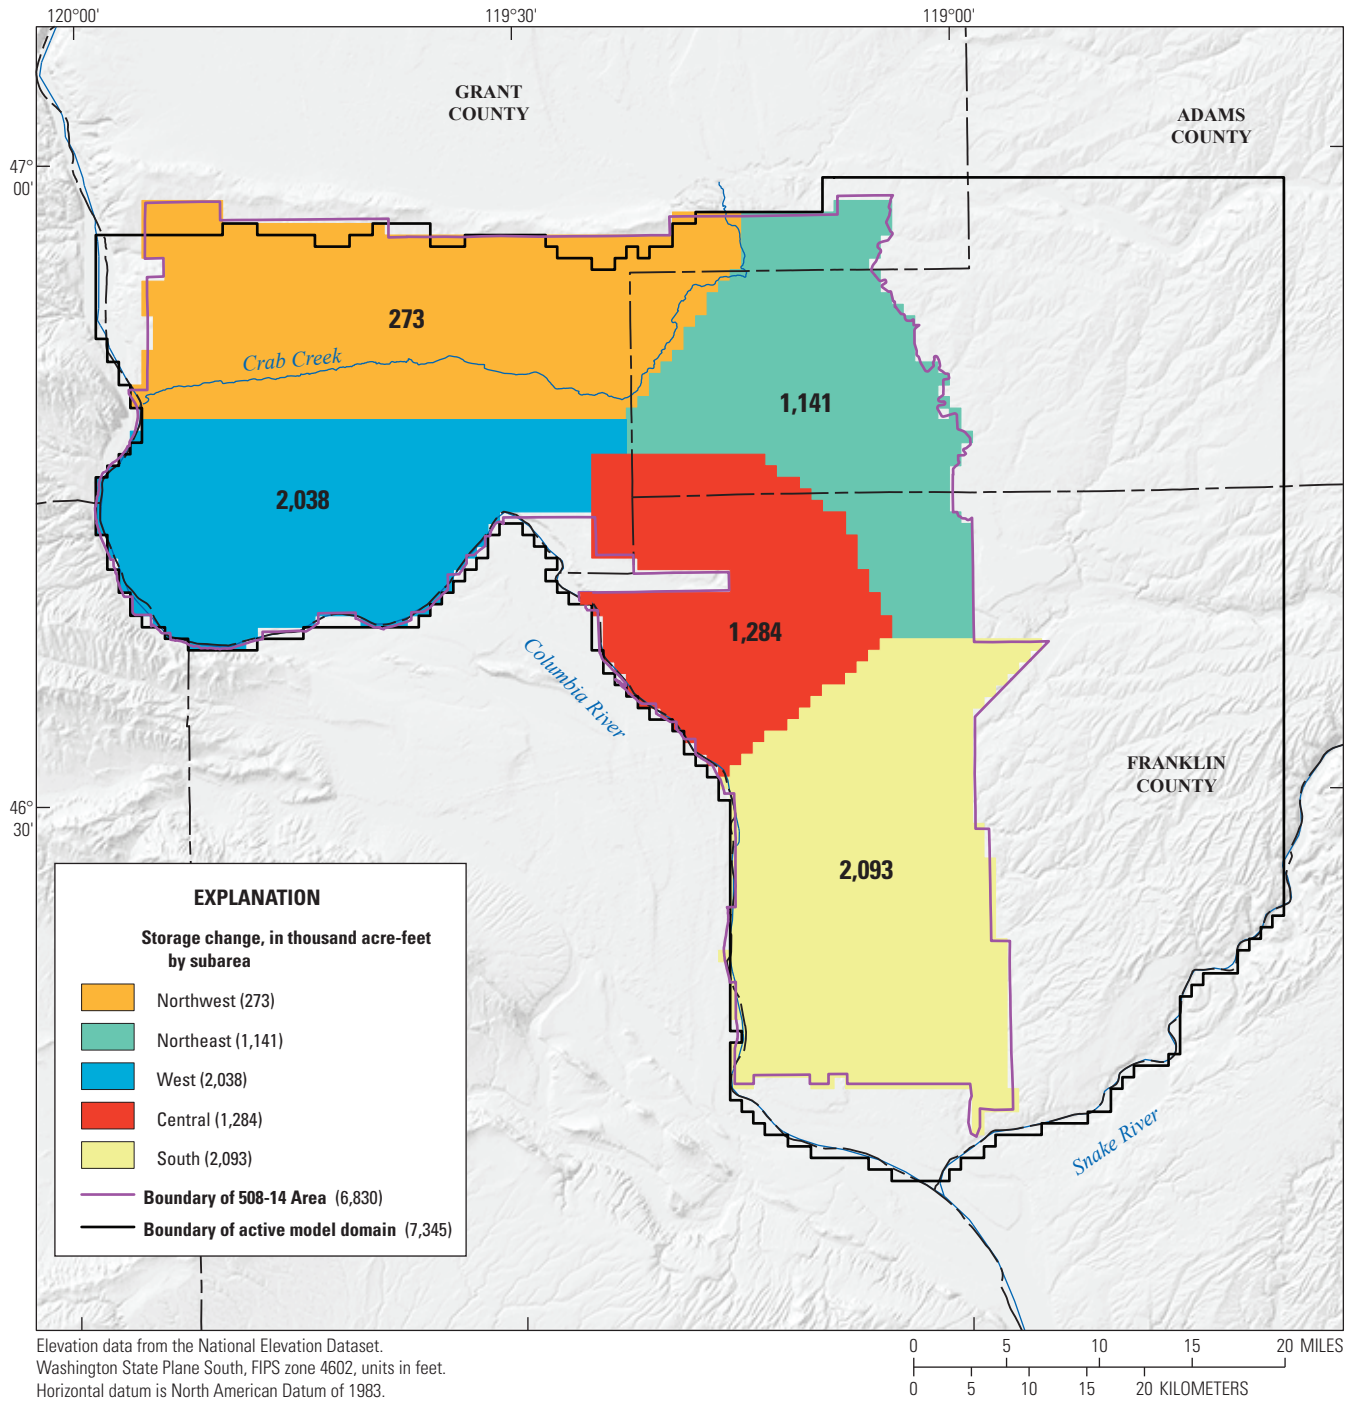 120°00'
119°30'
119°00'
GRANT
COUNTY
ADAMS
COUNTY
47°
00'
273
Crab Creek
1,141
2,038
1,284
Columbia River
FRANKLIN
COUNTY
46°
30'
2,093
EXPLANATION
Storage change, in thousand acre-feet
by subarea
Northwest (273)
Northeast (1,141)
West (2,038)
Central (1,284)
South (2,093)
Boundary of 508-14 Area (6,830)
Boundary of active model domain (7,345)
Snake River
Elevation data from the National Elevation Dataset.
Washington State Plane South, FIPS zone 4602, units in feet.
Horizontal datum is North American Datum of 1983.
0 5 10 15 20 MILES
0 5 10 15 20 KILOMETERS